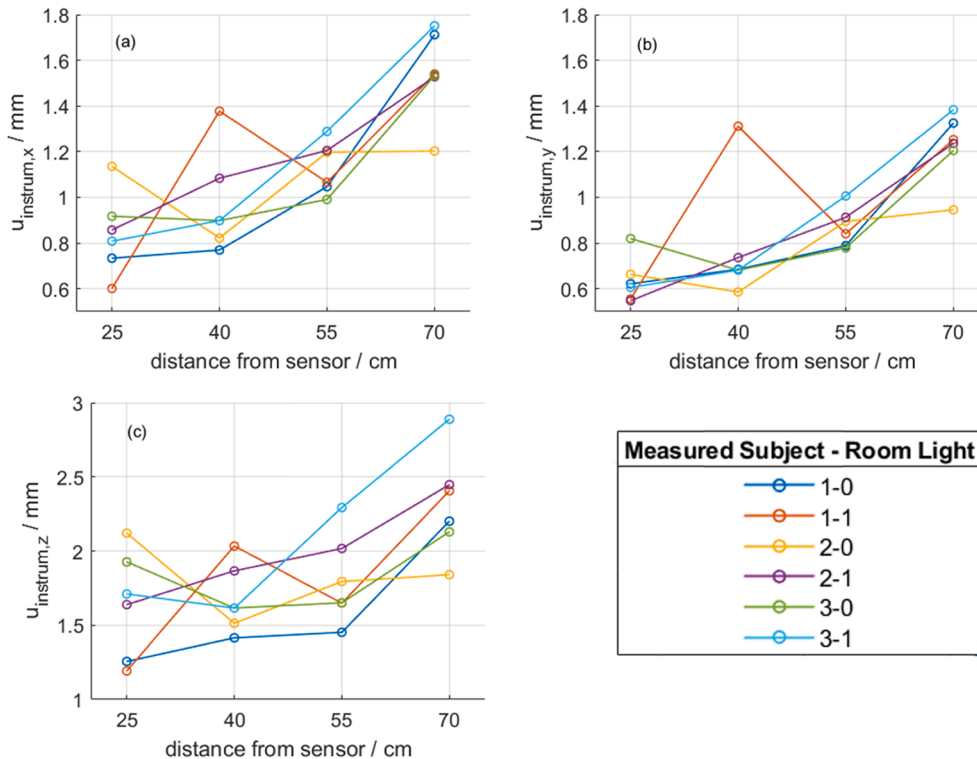 (a)
1.8
1.6
1.4
1.2
1
0.8
0.6
u_instrum,x / mm
25 40 55 70
distance from sensor / cm
(b)
1.8
1.6
1.4
1.2
1
0.8
0.6
u_instrum,y / mm
25 40 55 70
distance from sensor / cm
(c)
3
2.5
2
1.5
1
u_instrum,z / mm
25 40 55 70
distance from sensor / cm
Measured Subject - Room Light
1-0
1-1
2-0
2-1
3-0
3-1